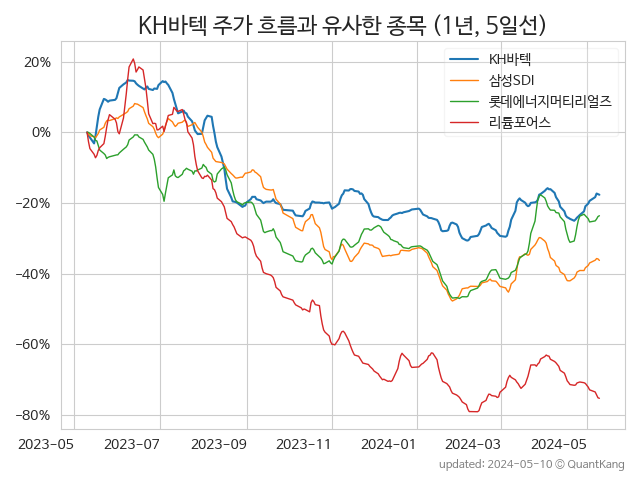 KH바텍 주가 흐름과 유사한 종목 (1년, 5일선)
KH바텍
삼성SDI
롯데에너지머티리얼즈
리튬포어스
20%
0%
−20%
−40%
−60%
−80%
2023-05 2023-07 2023-09 2023-11 2024-01 2024-03 2024-05
updated: 2024-05-10 © QuantKang